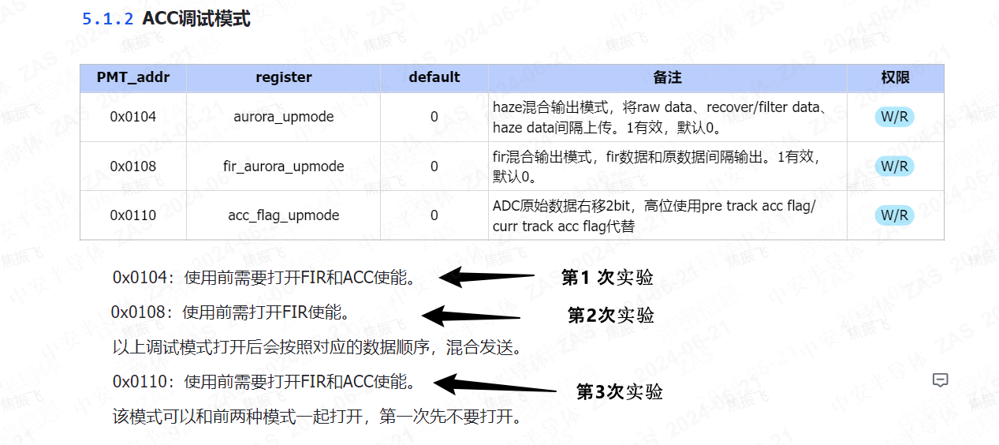 5.1.2 ACC调试模式
PMT_addr register default 备注 权限
0x0104 aurora_upmode 0 haze混合输出模式，将raw data、recover/filter data、
haze data间隔上传。1有效，默认0。 W/R
0x0108 fir_aurora_upmode 0 fir混合输出模式，fir数据和原数据间隔输出。1有效，
默认0。 W/R
0x0110 acc_flag_upmode 0 ADC原始数据右移2bit，高位使用pre track acc flag/
curr track acc flag代替 W/R
0x0104：使用前需要打开FIR和ACC使能。 第1 次实验
0x0108：使用前需打开FIR使能。 第2次实验
以上调试模式打开后会按照对应的数据顺序，混合发送。
0x0110：使用前需要打开FIR和ACC使能。 第3次实验
该模式可以和前两种模式一起打开，第一次先不要打开。